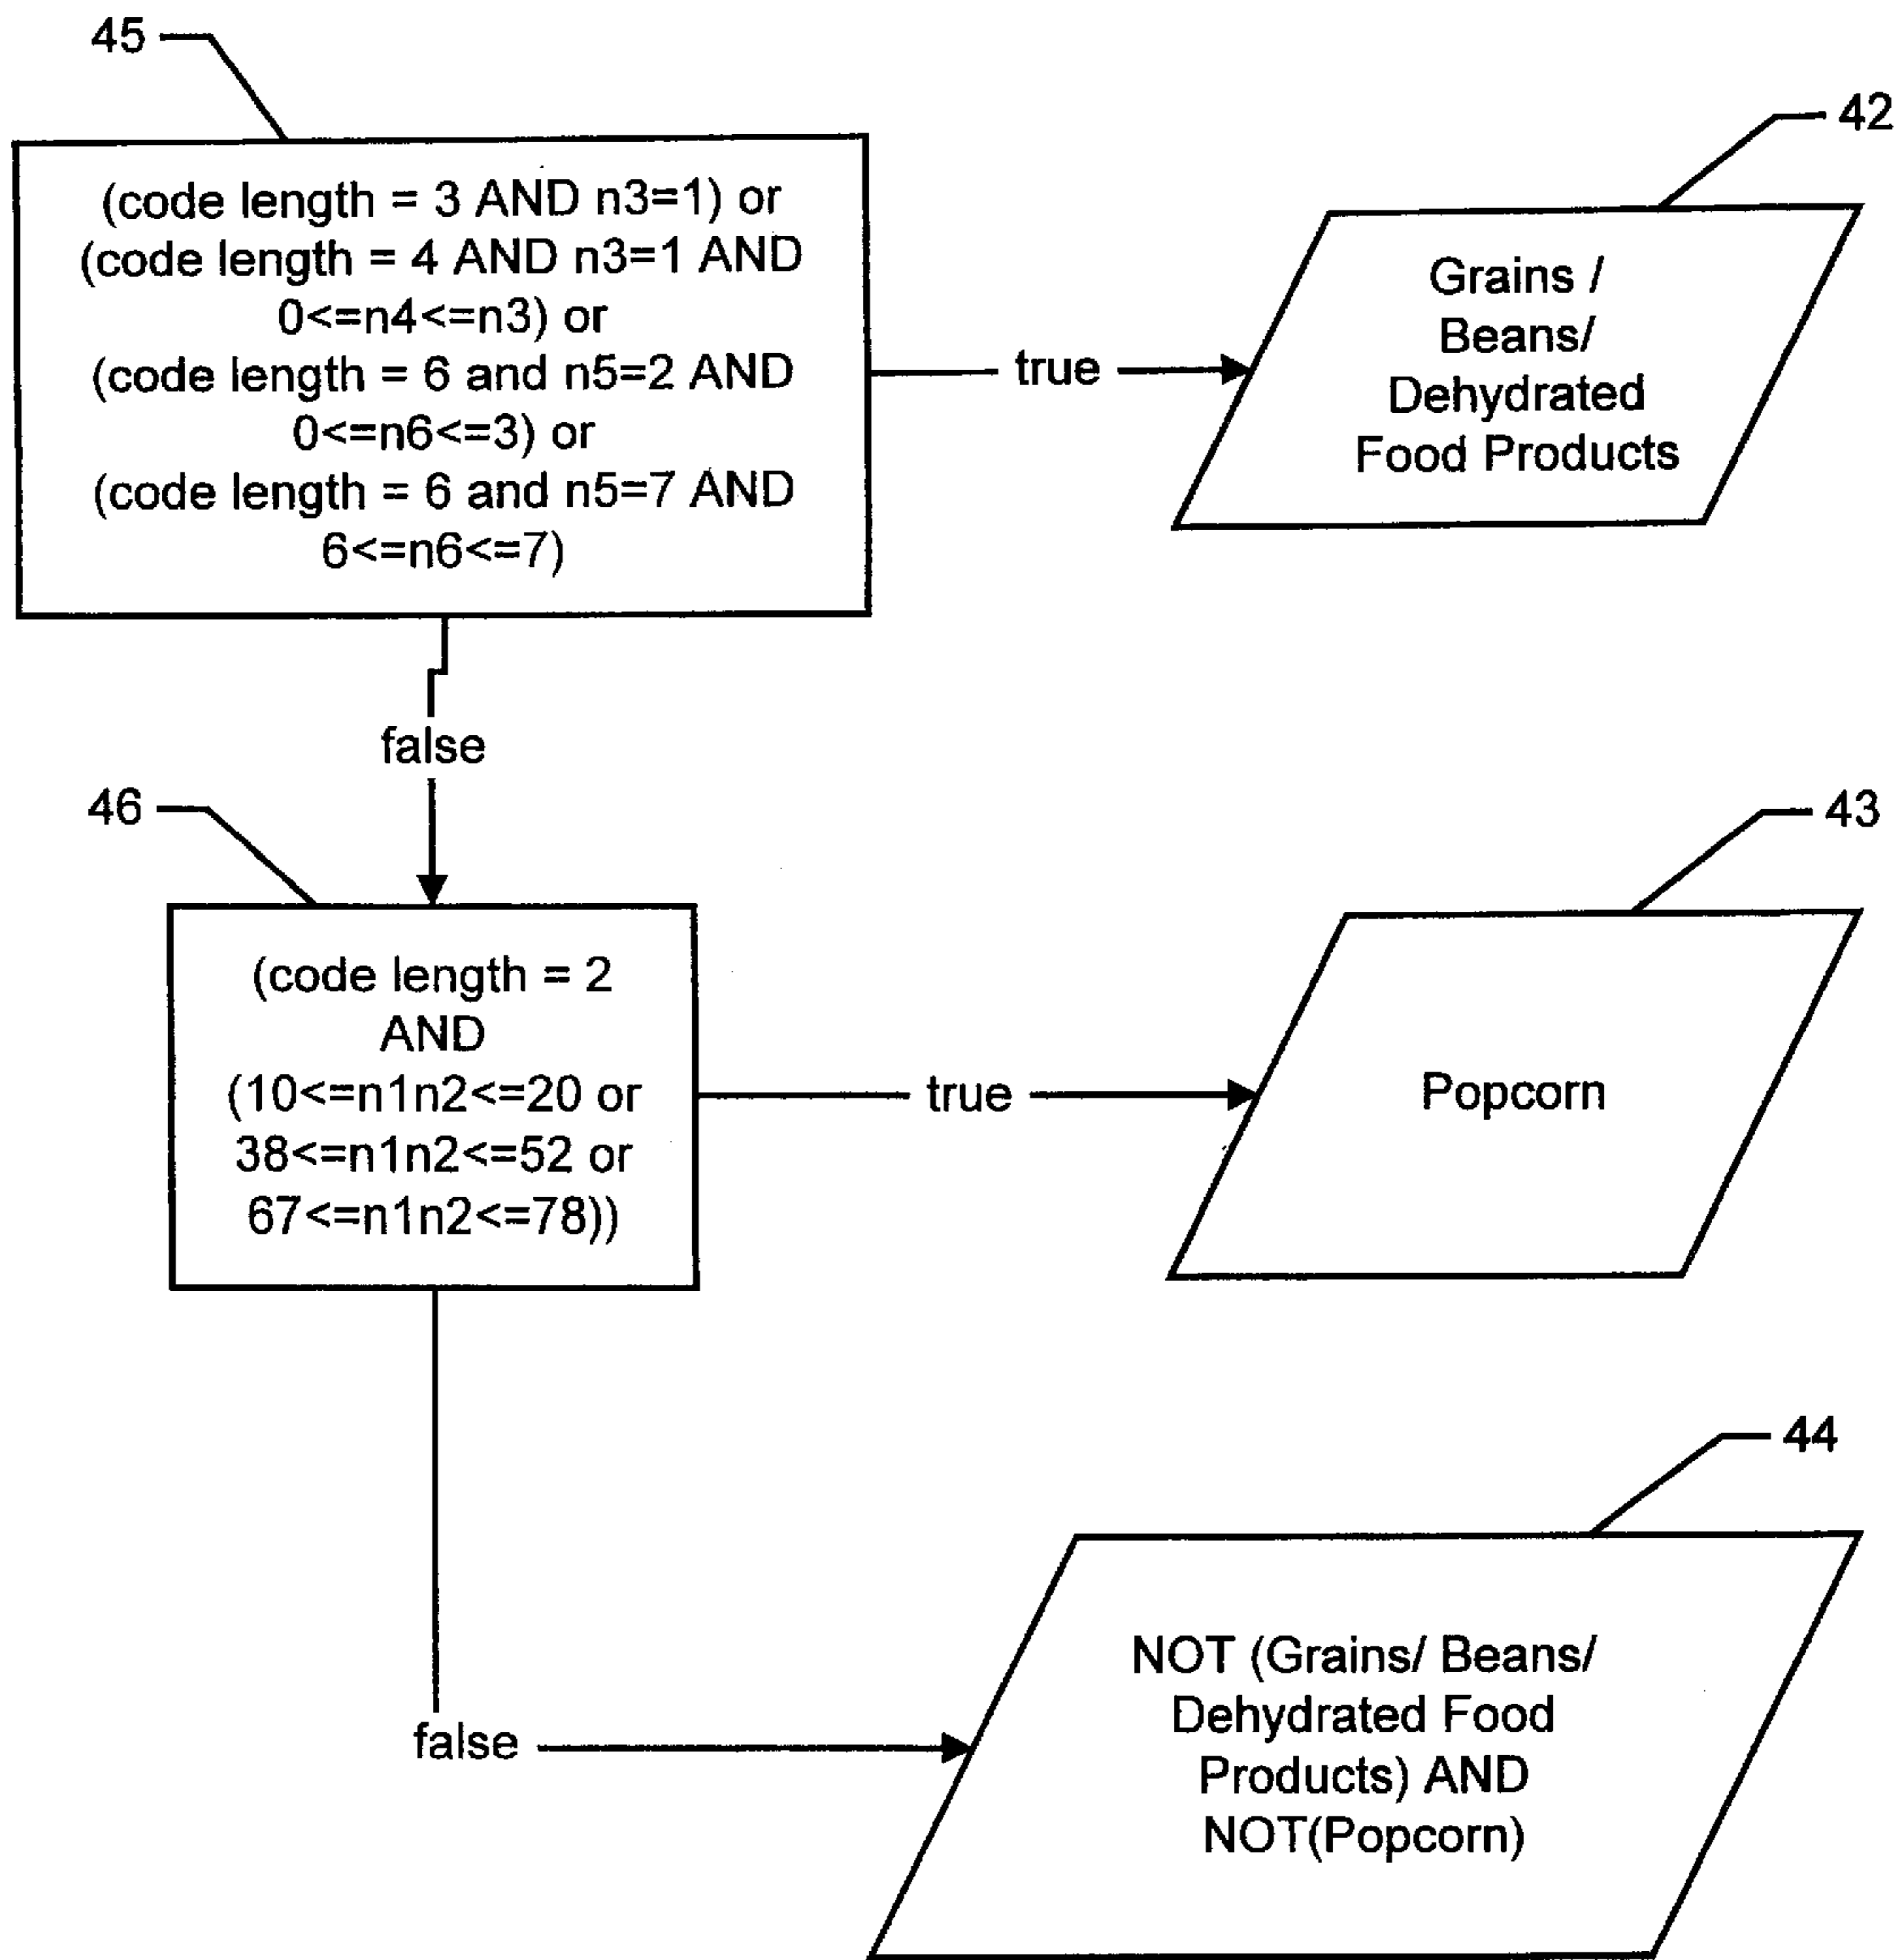 45
42
(code length = 3 AND n3=1) or
(code length = 4 AND n3=1 AND
0<=n4<=n3) or
(code length = 6 and n5=2 AND
0<=n6<=3) or
(code length = 6 and n5=7 AND
6<=n6<=7)
true
Grains /
Beans/
Dehydrated
Food Products
false
46
43
(code length = 2
AND
(10<=n1n2<=20 or
38<=n1n2<=52 or
67<=n1n2<=78))
true
Popcorn
44
false
NOT (Grains/ Beans/
Dehydrated Food
Products) AND
NOT(Popcorn)